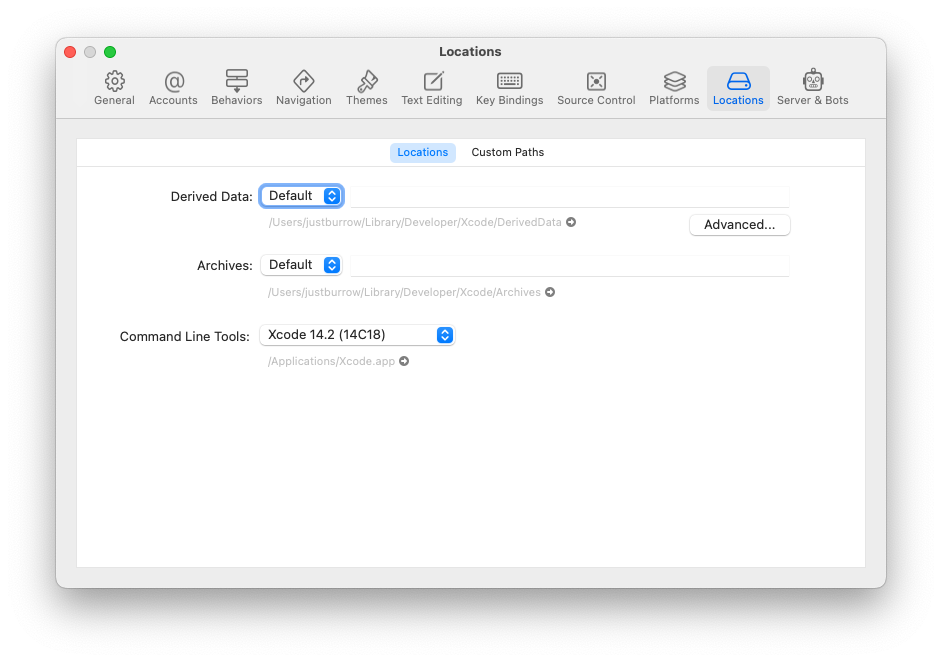 Locations
General Accounts Behaviors Navigation Themes Text Editing Key Bindings Source Control Platforms Locations Server & Bots
Locations Custom Paths
Derived Data: Default
/Users/justburrow/Library/Developer/Xcode/DerivedData
Advanced...
Archives: Default
/Users/justburrow/Library/Developer/Xcode/Archives
Command Line Tools: Xcode 14.2 (14C18)
/Applications/Xcode.app